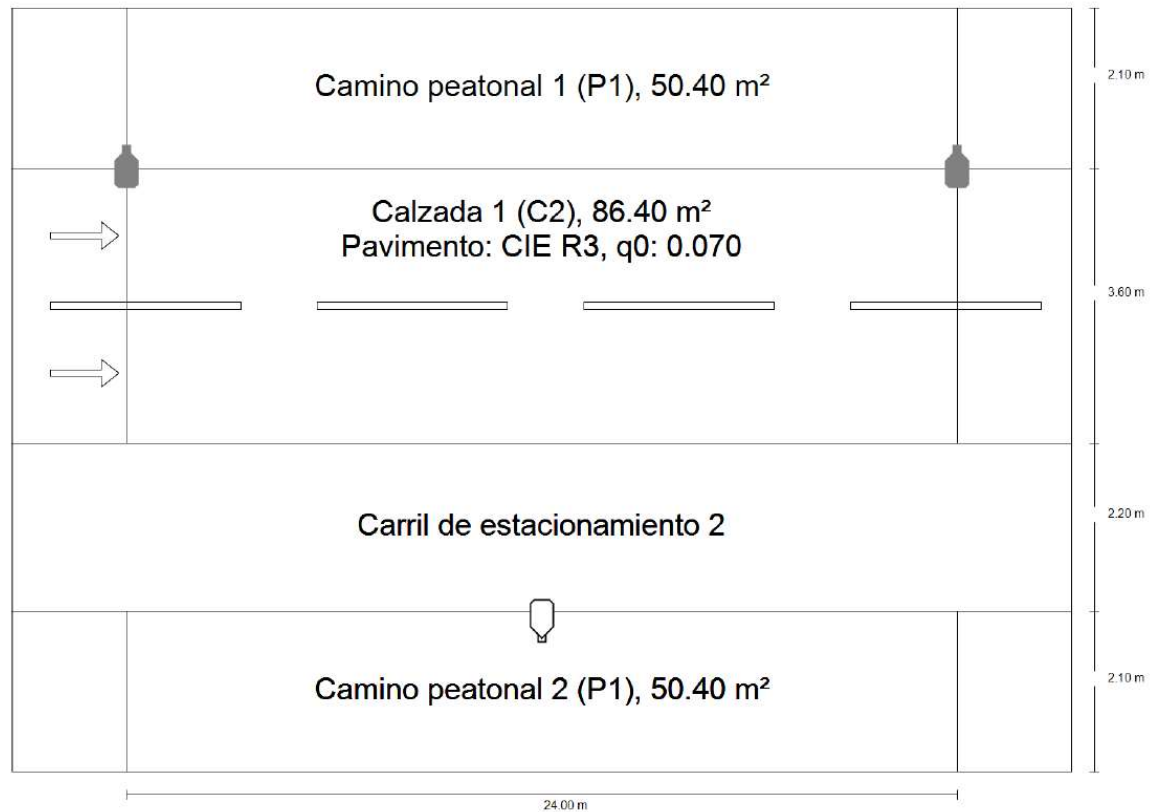 Camino peatonal 1 (P1), 50.40 m²
2.10 m
Calzada 1 (C2), 86.40 m²
Pavimento: CIE R3, q0: 0.070
3.60 m
Carril de estacionamiento 2
2.20 m
Camino peatonal 2 (P1), 50.40 m²
2.10 m
24.00 m